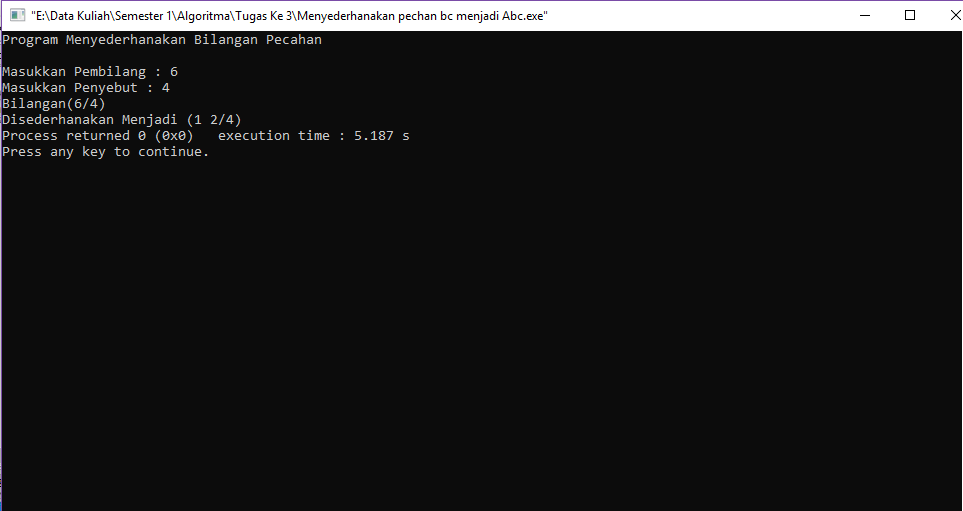 "E:\Data Kuliah\Semester 1\Algoritma\Tugas Ke 3\Menyederhanakan pechan bc menjadi Abc.exe"
Program Menyederhanakan Bilangan Pecahan
Masukkan Pembilang : 6
Masukkan Penyebut : 4
Bilangan(6/4)
Disederhanakan Menjadi (1 2/4)
Process returned 0 (0x0)   execution time : 5.187 s
Press any key to continue.